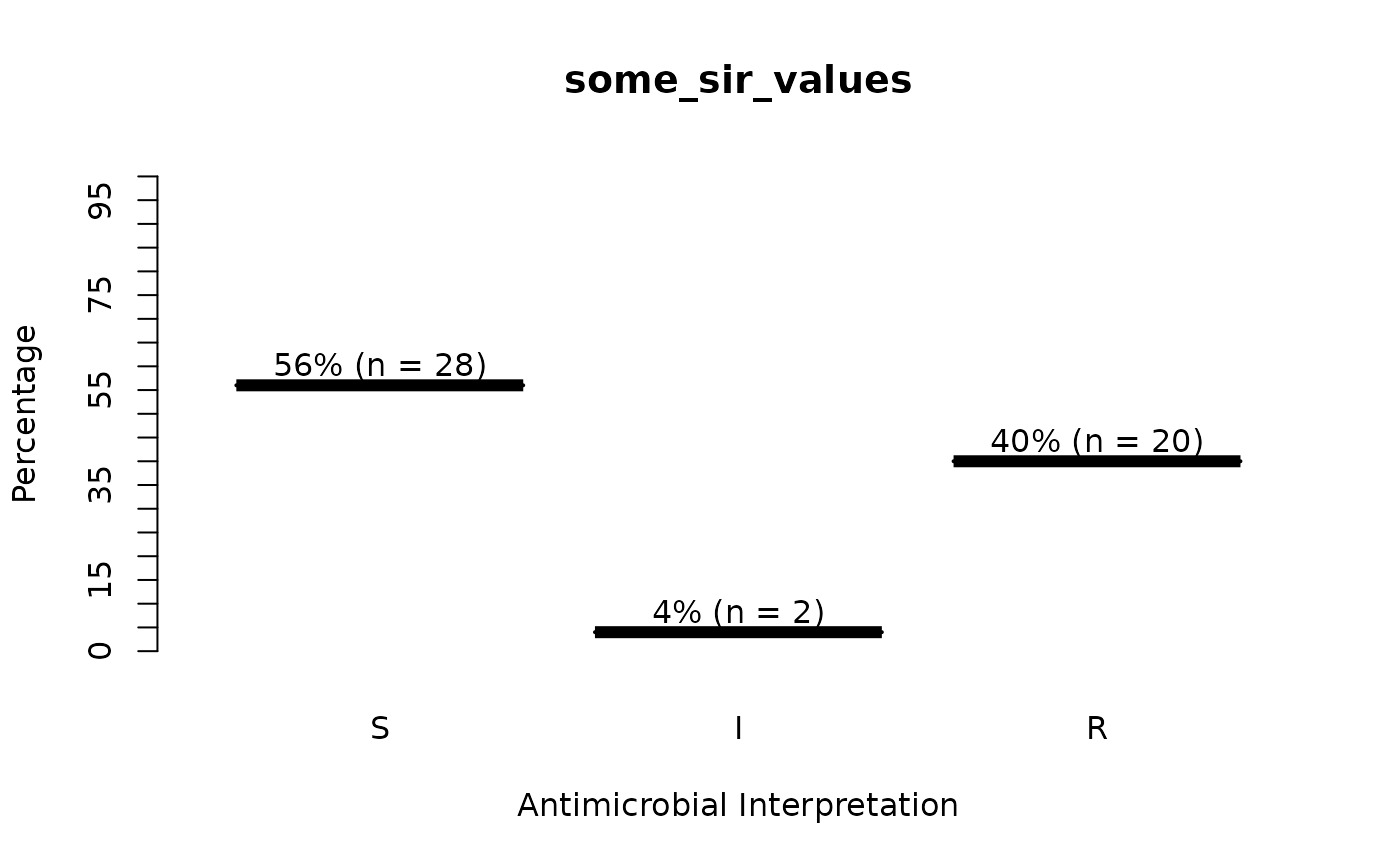 some_sir_values
Percentage
95
75
55
35
15
0
56% (n = 28)
40% (n = 20)
4% (n = 2)
S
I
R
Antimicrobial Interpretation